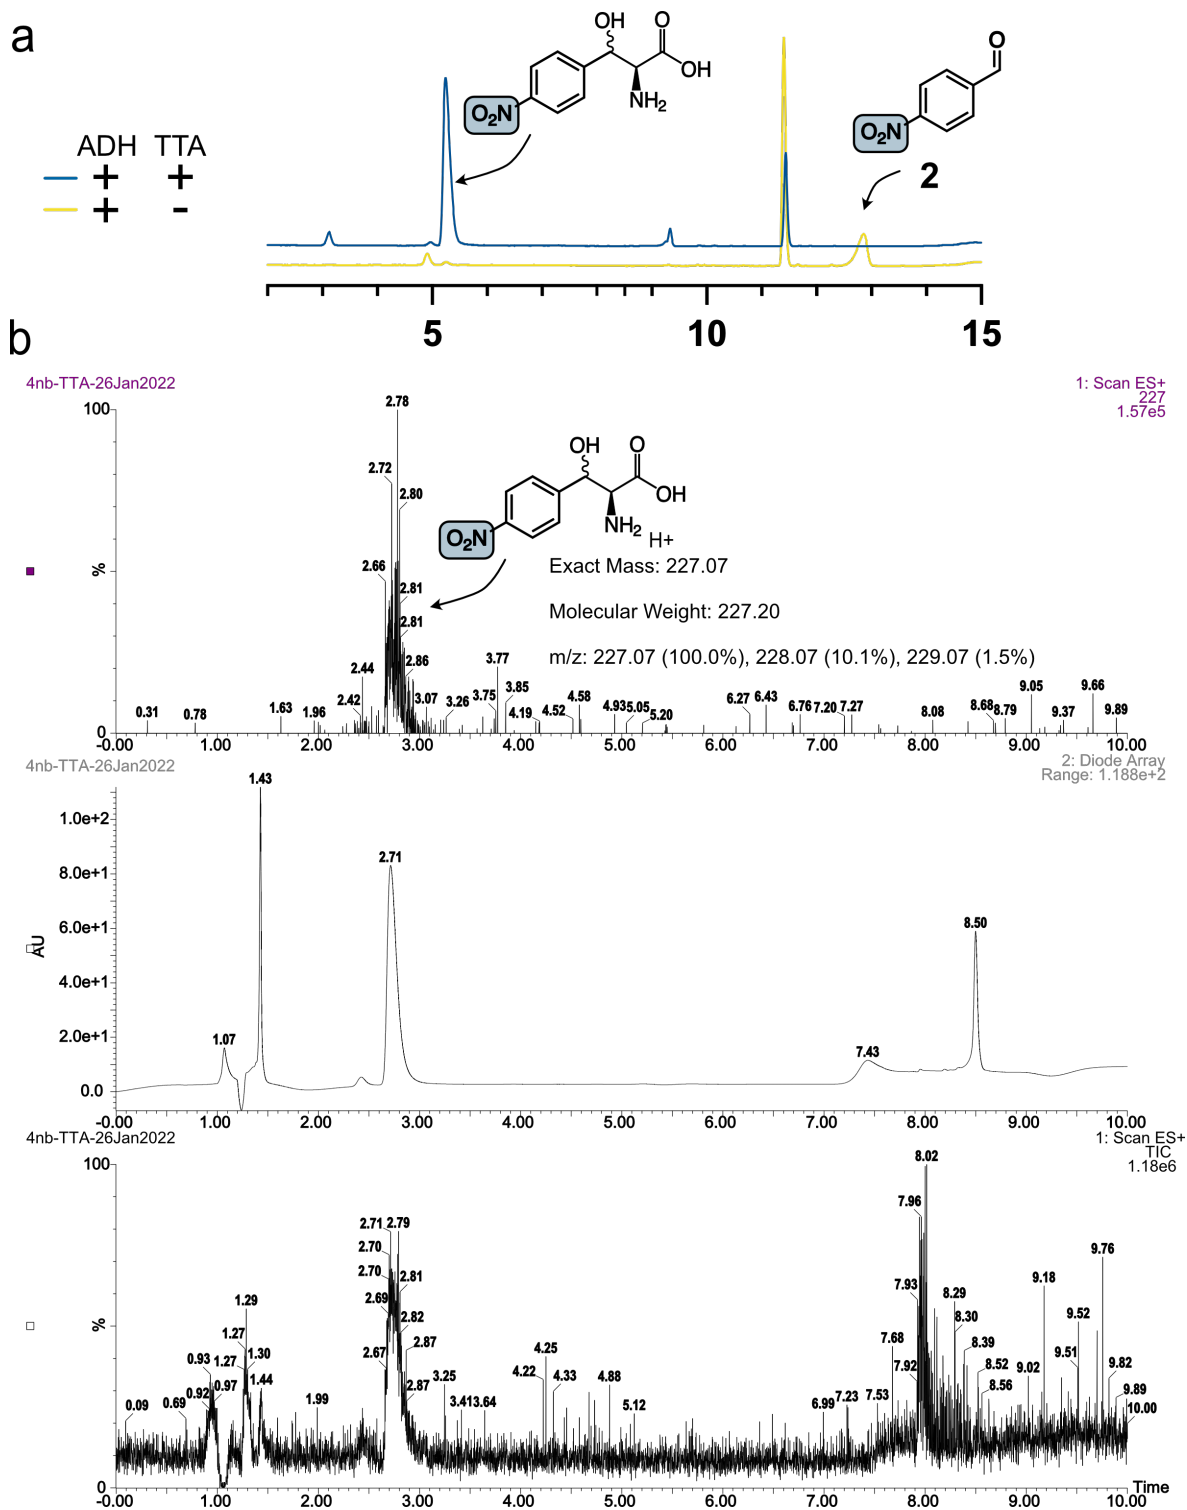 a
OH
O
OH
NH₂
O₂N
O
O₂N
2
ADH TTA
+ +
+ -
5 10 15
b
4nb-TTA-26Jan2022
1: Scan ES+
227
1.57e5
100
%
0
2.78
2.72
2.80
2.66
2.81
2.81
2.86
2.44
2.42
0.31
0.78
1.63
1.96
3.07
3.26
3.75
3.77
3.85
4.19
4.52
4.58
4.93
5.05
5.20
6.27
6.43
6.76
7.20
7.27
8.08
8.68
8.79
9.05
9.37
9.66
9.89
OH
O
OH
NH₂
O₂N
H+
Exact Mass: 227.07
Molecular Weight: 227.20
m/z: 227.07 (100.0%), 228.07 (10.1%), 229.07 (1.5%)
-0.00 1.00 2.00 3.00 4.00 5.00 6.00 7.00 8.00 9.00 10.00
4nb-TTA-26Jan2022
2: Diode Array
Range: 1.188e+2
1.0e+2
8.0e+1
6.0e+1
4.0e+1
2.0e+1
0.0
AU
1.43
2.71
1.07
7.43
8.50
-0.00 1.00 2.00 3.00 4.00 5.00 6.00 7.00 8.00 9.00 10.00
4nb-TTA-26Jan2022
1: Scan ES+
TIC
1.18e6
100
%
0
0.09
0.69
0.93
0.92
0.97
1.29
1.27
1.27
1.30
1.44
1.99
2.71
2.79
2.70
2.70
2.69
2.67
2.81
2.82
2.87
2.87
3.25
3.41
3.64
4.25
4.22
4.33
4.88
5.12
6.99
7.23
7.53
7.68
7.92
7.93
7.96
8.02
8.29
8.30
8.39
8.52
8.56
9.02
9.18
9.51
9.52
9.76
9.82
9.89
10.00
Time
-0.00 1.00 2.00 3.00 4.00 5.00 6.00 7.00 8.00 9.00 10.00